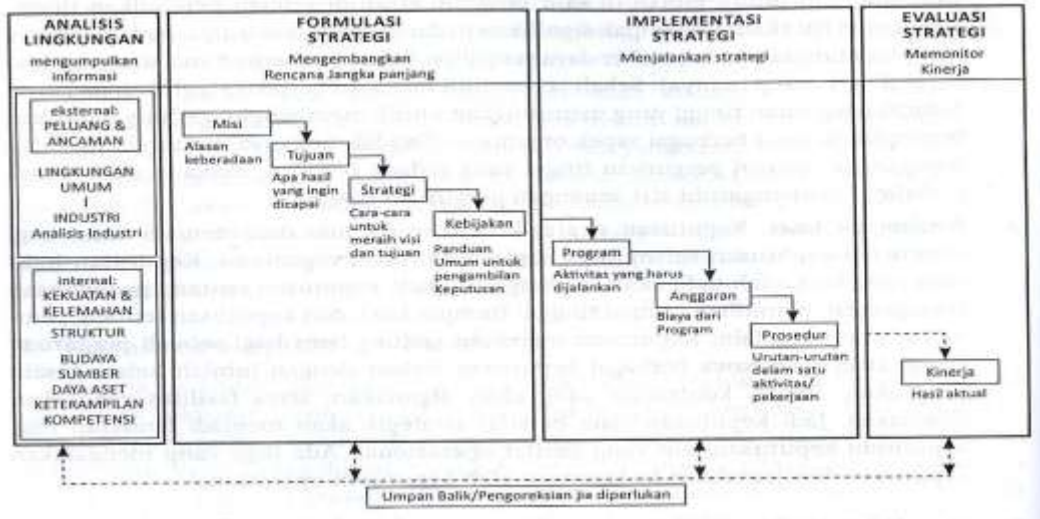 ANALISIS
LINGKUNGAN
mengumpulkan
informasi
eksternal:
PELUANG &
ANCAMAN
LINGKUNGAN
UMUM
I
INDUSTRI
Analisis Industri
internal:
KEKUATAN &
KELEMAHAN
STRUKTUR
BUDAYA
SUMBER
DAYA ASET
KETERAMPILAN
KOMPETENSI
FORMULASI
STRATEGI
Mengembangkan
Rencana Jangka panjang
Misi
Alasan
keberadaan
Tujuan
Apa hasil
yang ingin
dicapai
Strategi
Cara-cara
untuk
meraih visi
dan tujuan
Kebijakan
Panduan
Umum untuk
pengambilan
Keputusan
IMPLEMENTASI
STRATEGI
Menjalankan strategi
Program
Aktivitas yang harus
dijalankan
Anggaran
Biaya dari
Program
Prosedur
Urutan-urutan
dalam satu
aktivitas/
pekerjaan
EVALUASI
STRATEGI
Memonitor
Kinerja
Kinerja
Hasil aktual
Umpan Balik/Pengoreksian jie diperlukan